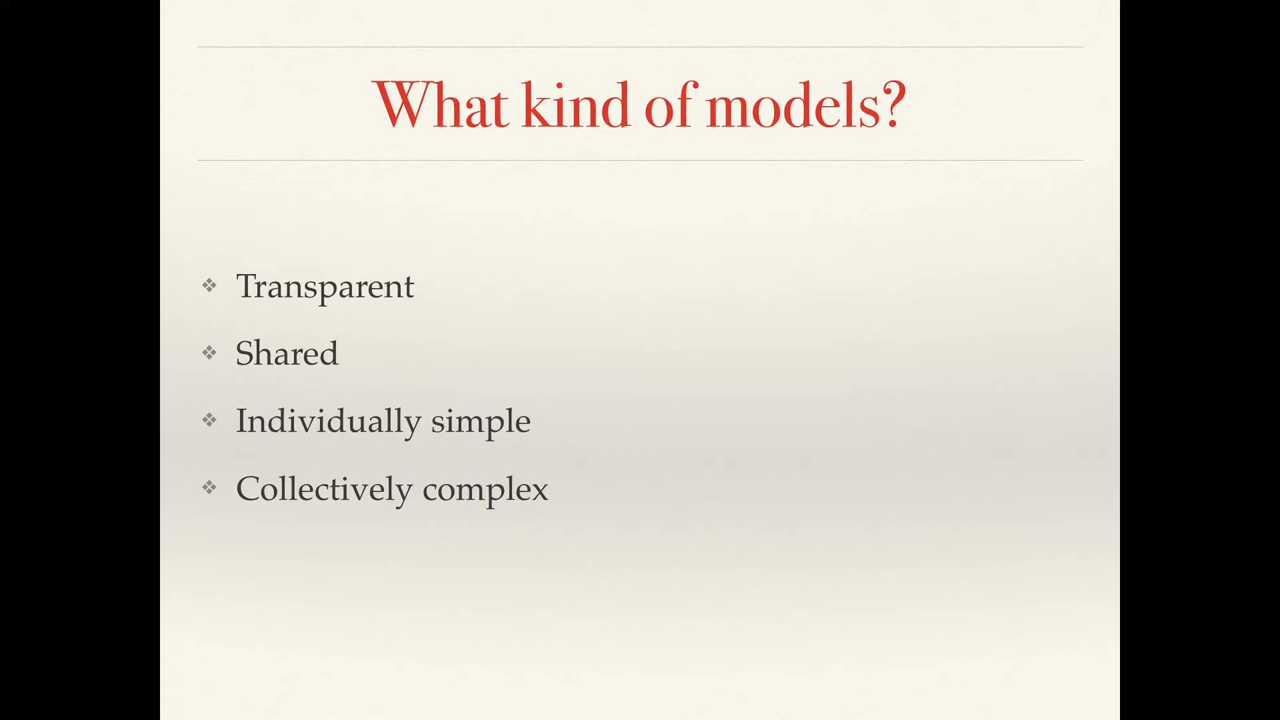 What kind of models?
❖ Transparent
❖ Shared
❖ Individually simple
❖ Collectively complex